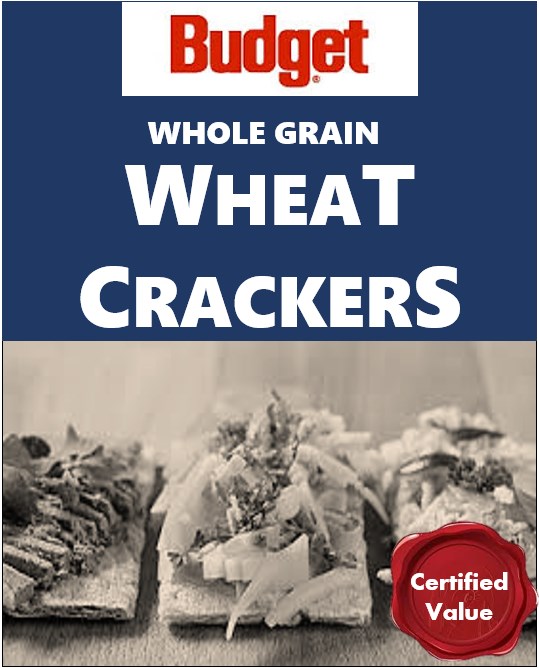 Budget®
WHOLE GRAIN
WHEAT
CRACKERS
Certified
Value